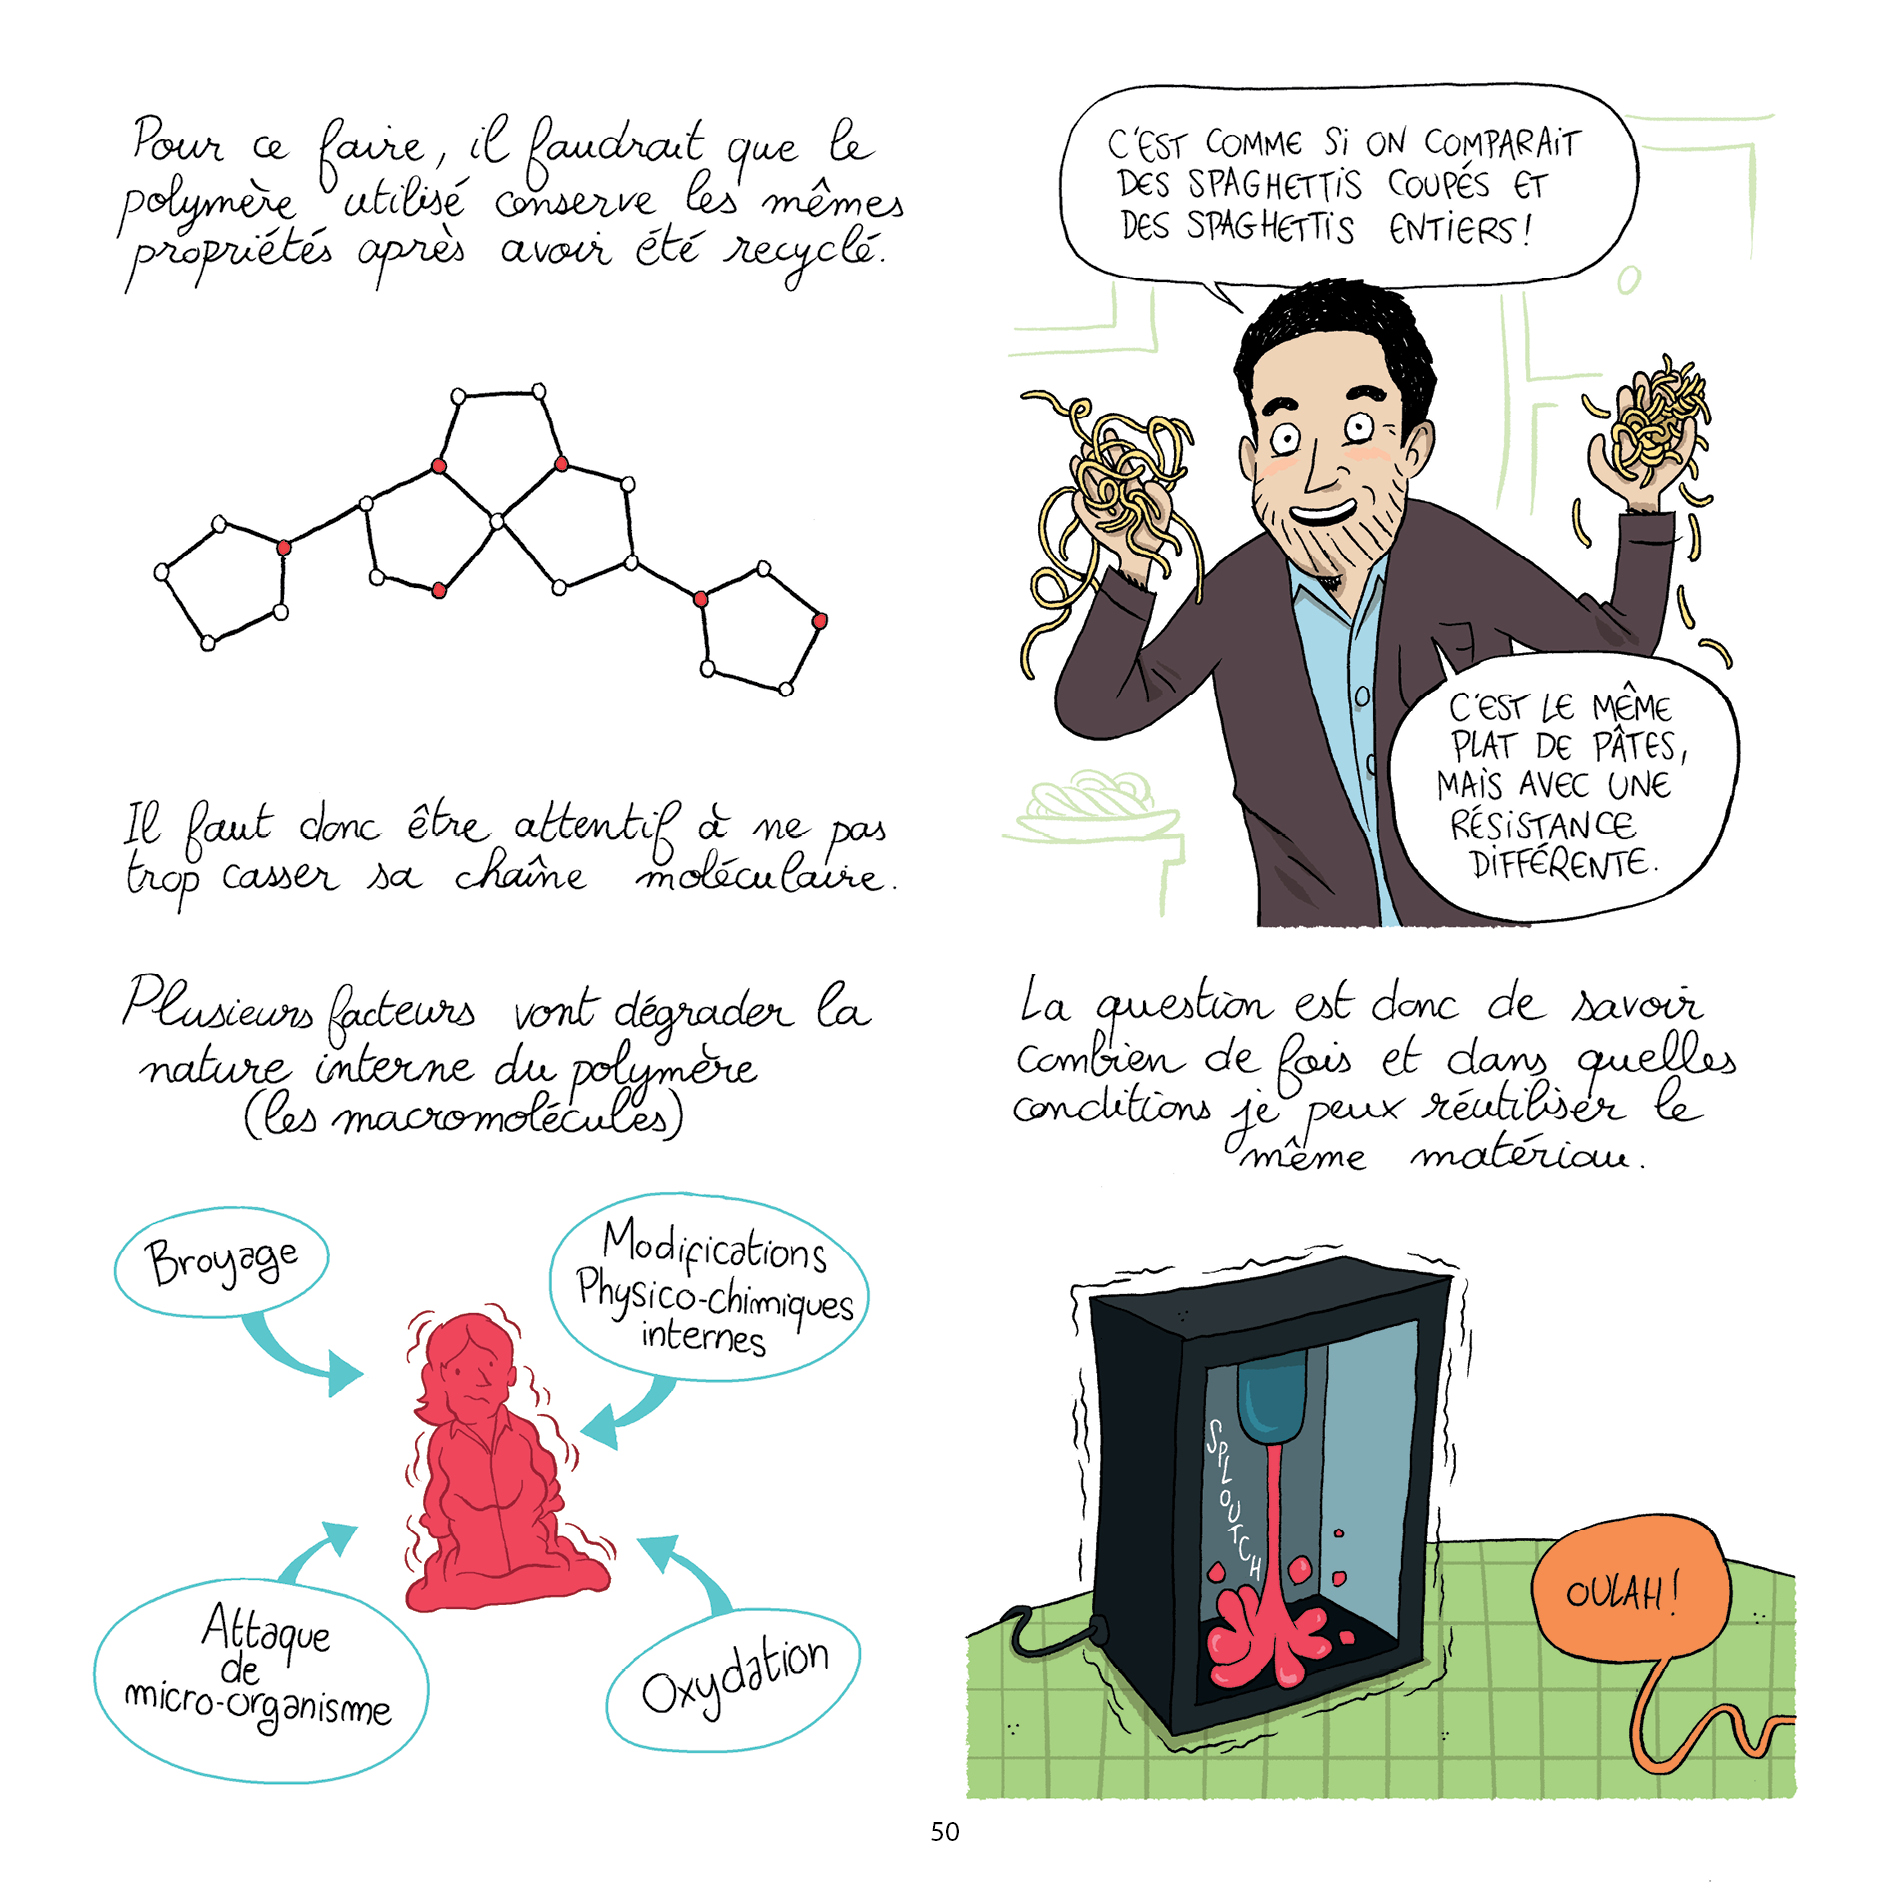 Pour ce faire, il faudrait que le
polymère utilisé conserve les mêmes
propriétés après avoir été recyclé.
Il faut donc être attentif à ne pas
trop casser sa chaîne moléculaire.
C'EST COMME Si ON COMPARAiT
DES SPAGHETTiS COUPÉS ET
DES SPAGHETTiS ENTiERS !
C'EST LE MÊME
PLAT DE PÂTES,
MAiS AVEC UNE
RÉSiSTANCE
DiFFÉRENTE.
Plusieurs facteurs vont dégrader la
nature interne du polymère
(les macromolécules)
Broyage
Modifications
Physico-chimiques
internes
Attaque
de
micro-organisme
Oxydation
La question est donc de savoir
combien de fois et dans quelles
conditions je peux réutiliser le
même matériau.
SPLOUTCH
OULAH !
50